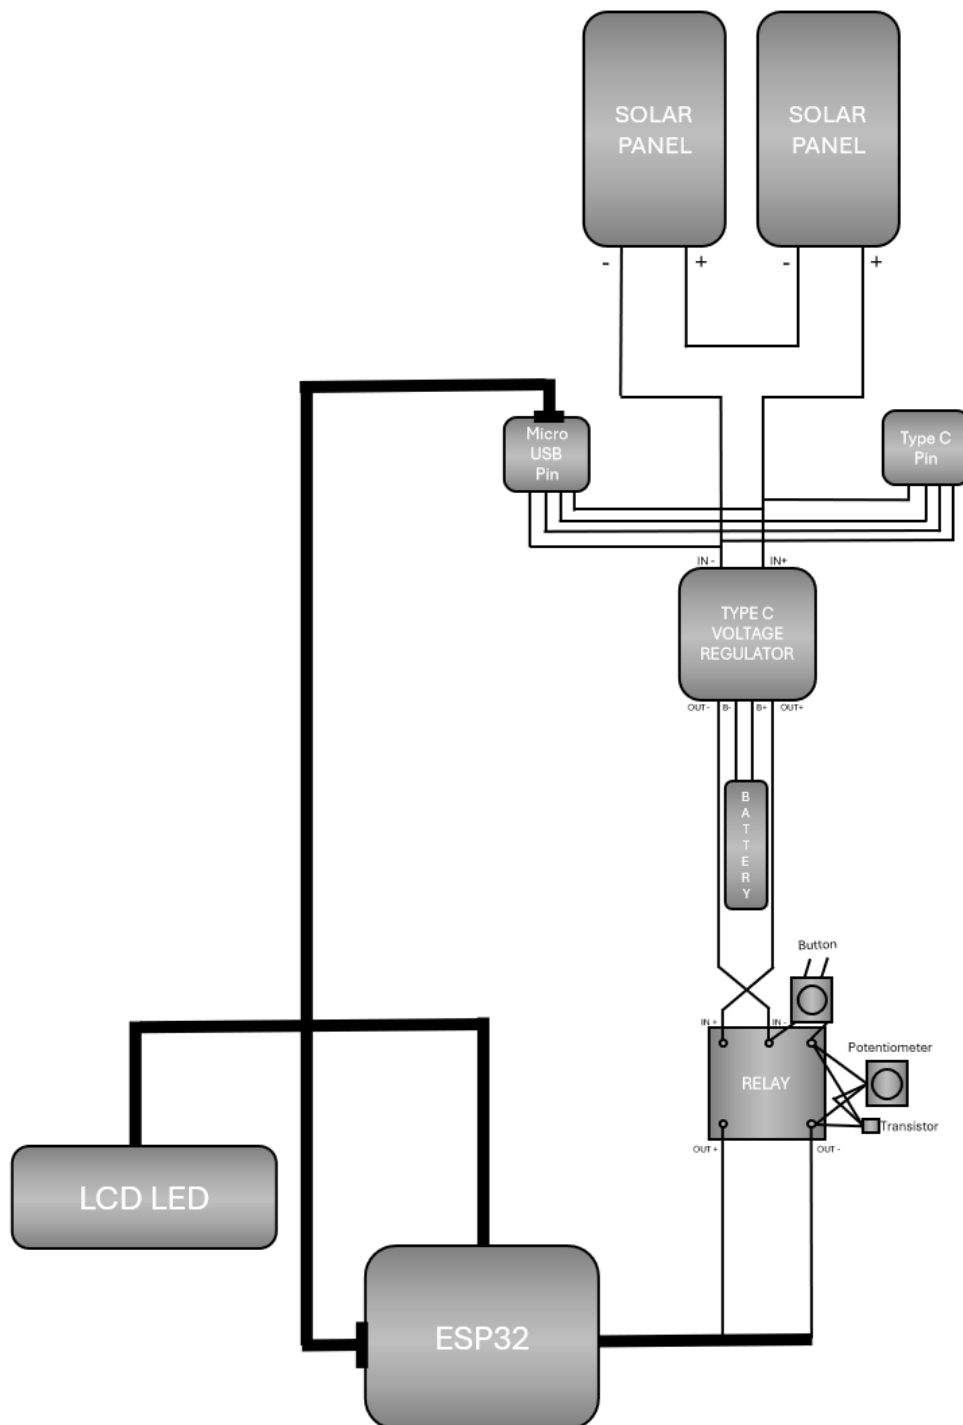 SOLAR
PANEL
SOLAR
PANEL
-
+
-
+
Micro
USB
Pin
Type C
Pin
IN -
IN+
TYPE C
VOLTAGE
REGULATOR
OUT-
B-
B+
OUT+
B
A
T
T
E
R
Y
Button
IN +
IN -
RELAY
Potentiometer
Transistor
OUT +
OUT -
LCD LED
ESP32